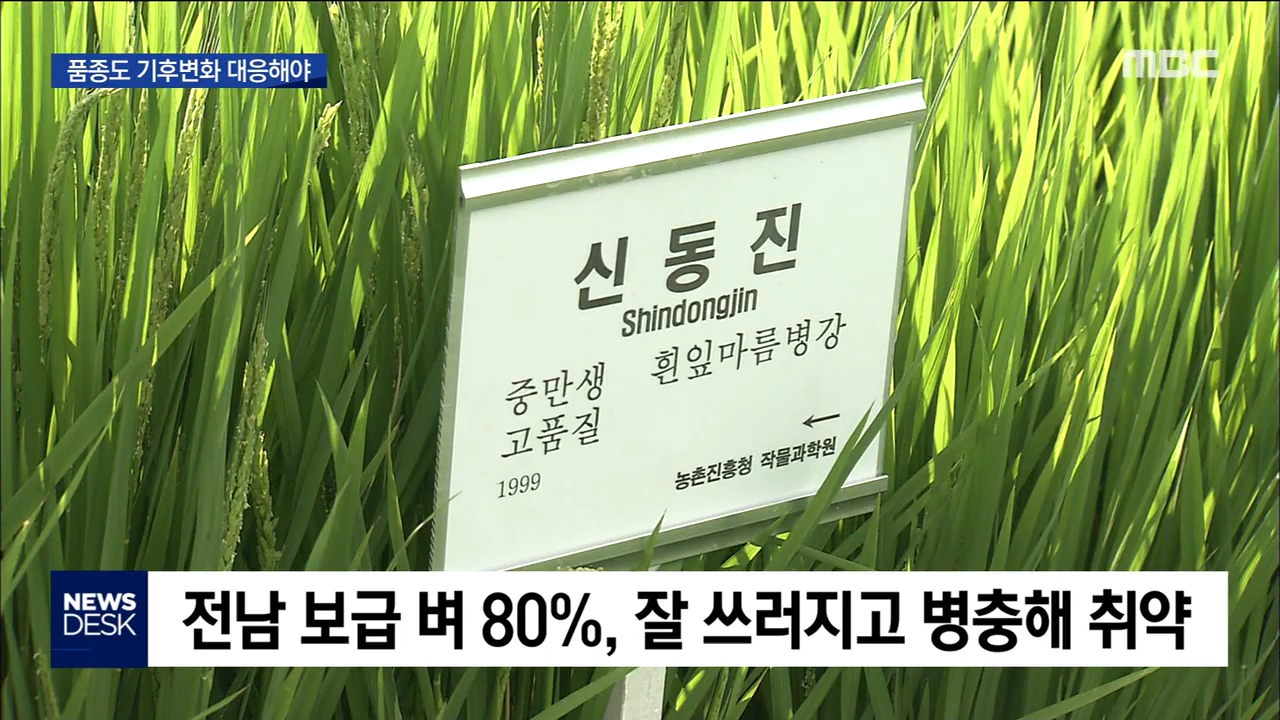 품종도 기후변화 대응해야
MBC
신동진
Shindongjin
중만생 흰잎마름병강
고품질
1999
←
농촌진흥청 작물과학원
NEWS
DESK
전남 보급 벼 80%, 잘 쓰러지고 병충해 취약